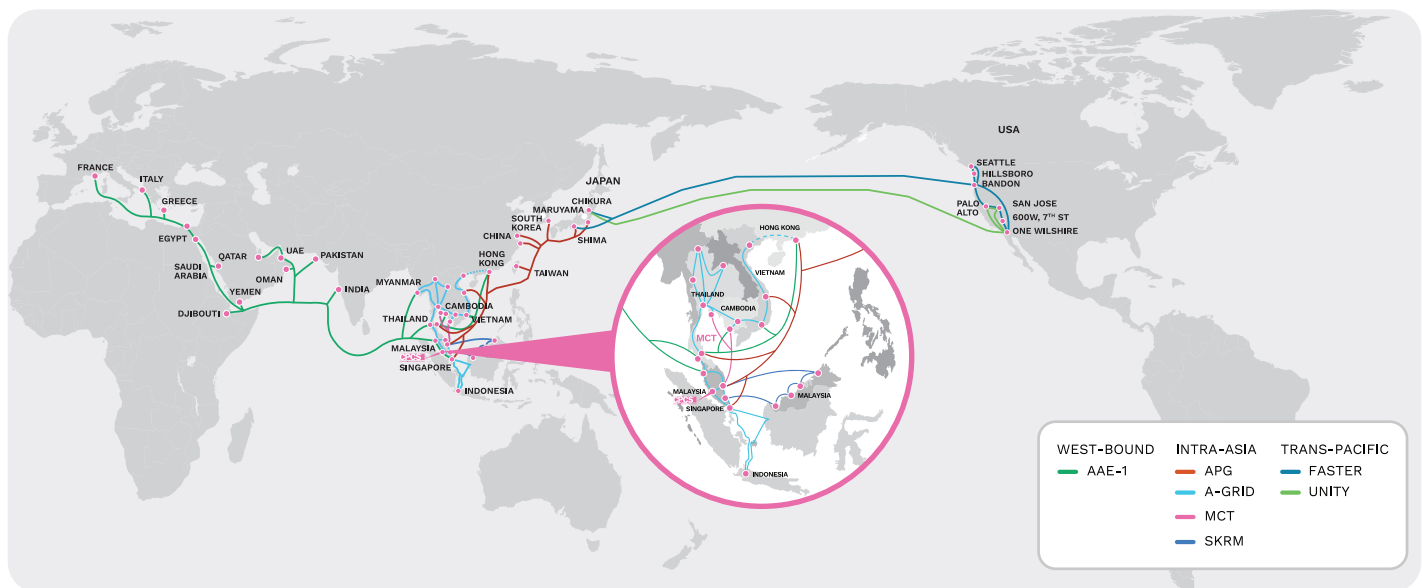 USA
SEATTLE
HILLSBORO
BANDON
PALO
ALTO
SAN JOSE
600W, 7TH ST
ONE WILSHIRE
FRANCE
ITALY
GREECE
EGYPT
QATAR
UAE
SAUDI
ARABIA
OMAN
PAKISTAN
YEMEN
DJIBOUTI
INDIA
JAPAN
CHIKURA
MARUYAMA
SOUTH
KOREA
CHINA
SHIMA
HONG
KONG
TAIWAN
MYANMAR
CAMBODIA
THAILAND
VIETNAM
MALAYSIA
CPCS
SINGAPORE
INDONESIA
HONG KONG
VIETNAM
THAILAND
CAMBODIA
MCT
MALAYSIA
CPCS
SINGAPORE
MALAYSIA
INDONESIA
WEST-BOUND
AAE-1
INTRA-ASIA
APG
A-GRID
MCT
SKRM
TRANS-PACIFIC
FASTER
UNITY